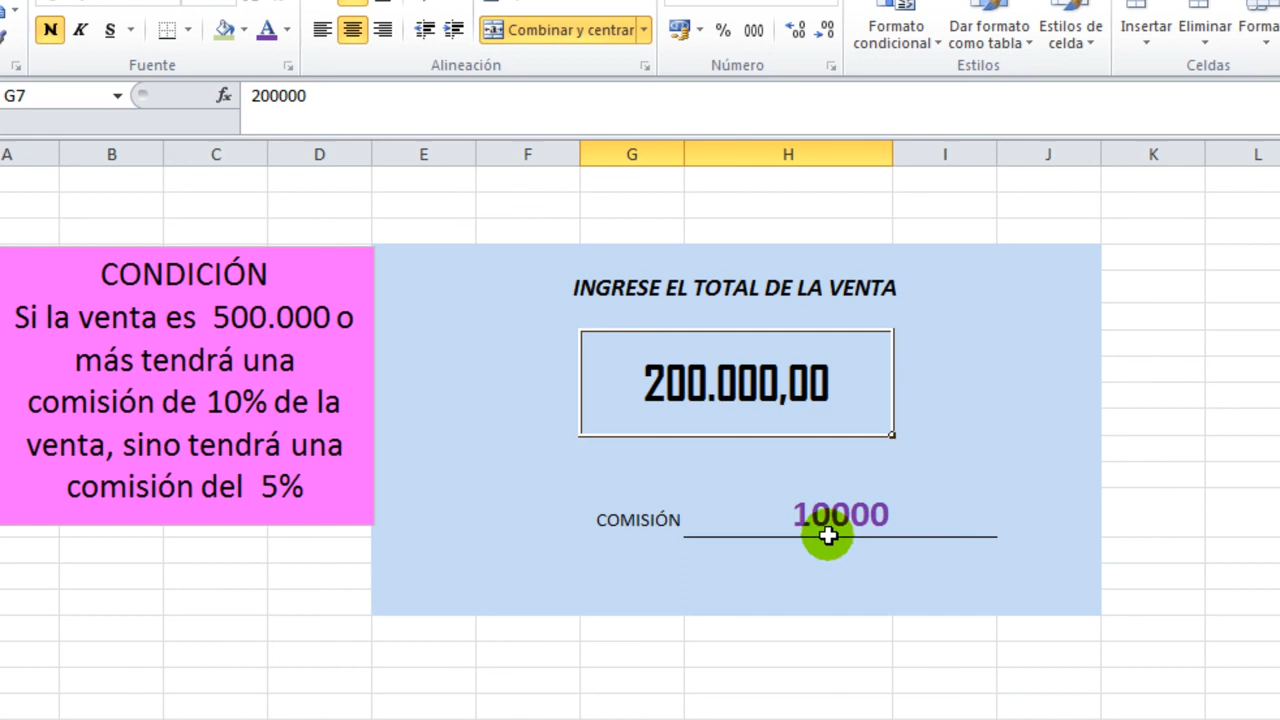 N K S A
Combinar y centrar
% 000
Formato
condicional
Dar formato
como tabla
Estilos de
celda
Insertar
Eliminar
Fuente
Alineación
Número
Estilos
Celdas
G7 fx 200000
A B C D E F G H I J K L
CONDICIÓN
Si la venta es 500.000 o
más tendrá una
comisión de 10% de la
venta, sino tendrá una
comisión del 5%
INGRESE EL TOTAL DE LA VENTA
200.000,00
COMISIÓN 10000